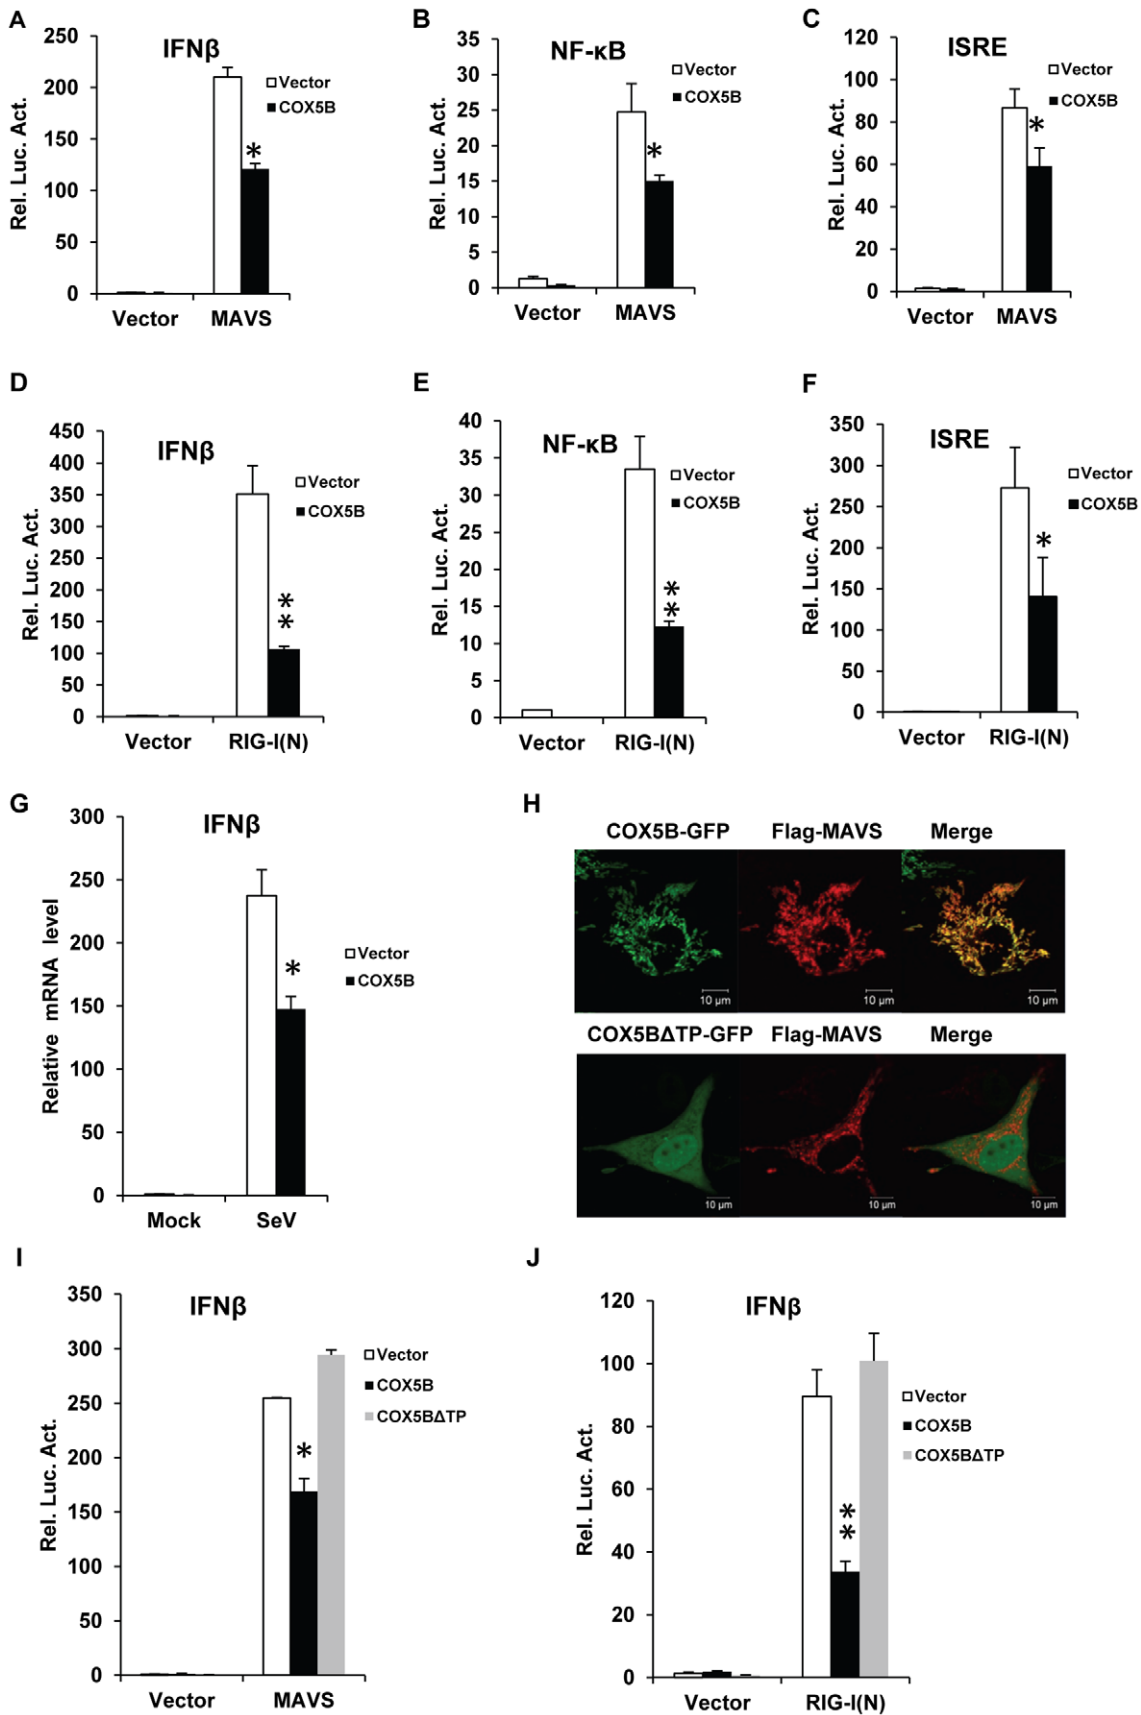 A
IFNβ
Rel. Luc. Act.
250
200
150
100
50
0
Vector
COX5B
*
Vector MAVS
B
NF-κB
Rel. Luc. Act.
35
30
25
20
15
10
5
0
Vector
COX5B
*
Vector MAVS
C
ISRE
Rel. Luc. Act.
120
100
80
60
40
20
0
Vector
COX5B
*
Vector MAVS
D
IFNβ
Rel. Luc. Act.
450
400
350
300
250
200
150
100
50
0
Vector
COX5B
**
Vector RIG-I(N)
E
NF-κB
Rel. Luc. Act.
40
35
30
25
20
15
10
5
0
Vector
COX5B
**
Vector RIG-I(N)
F
ISRE
Rel. Luc. Act.
350
300
250
200
150
100
50
0
Vector
COX5B
*
Vector RIG-I(N)
G
IFNβ
Relative mRNA level
300
250
200
150
100
50
0
Vector
COX5B
*
Mock SeV
H
COX5B-GFP Flag-MAVS Merge
10 μm
10 μm
10 μm
COX5BΔTP-GFP Flag-MAVS Merge
10 μm
10 μm
10 μm
I
IFNβ
Rel. Luc. Act.
350
300
250
200
150
100
50
0
Vector
COX5B
COX5BΔTP
*
Vector MAVS
J
IFNβ
Rel. Luc. Act.
120
100
80
60
40
20
0
Vector
COX5B
COX5BΔTP
**
Vector RIG-I(N)